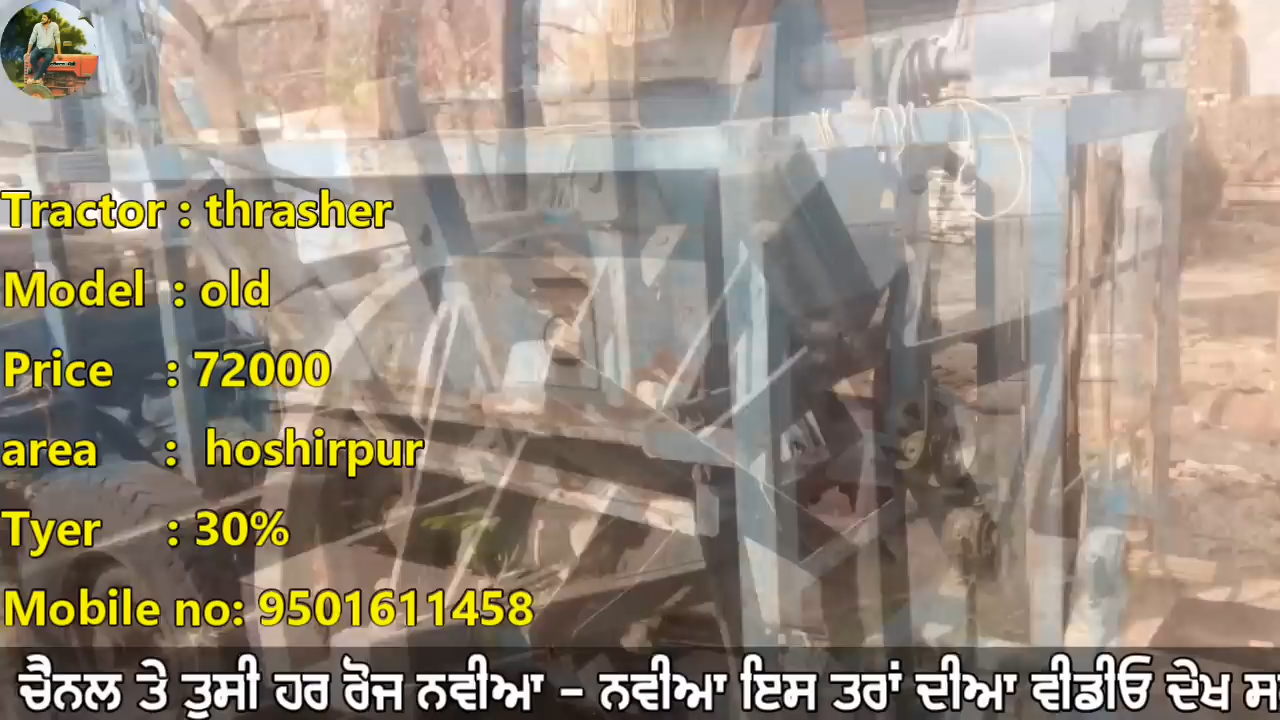 Tractor : thrasher
Model : old
Price : 72000
area : hoshirpur
Tyer : 30%
Mobile no: 9501611458
ਚੈਨਲ ਤੇ ਤੁਸੀ ਹਰ ਰੋਜ ਨਵੀਆ - ਨਵੀਆ ਇਸ ਤਰਾਂ ਦੀਆ ਵੀਡੀਓ ਦੇਖ